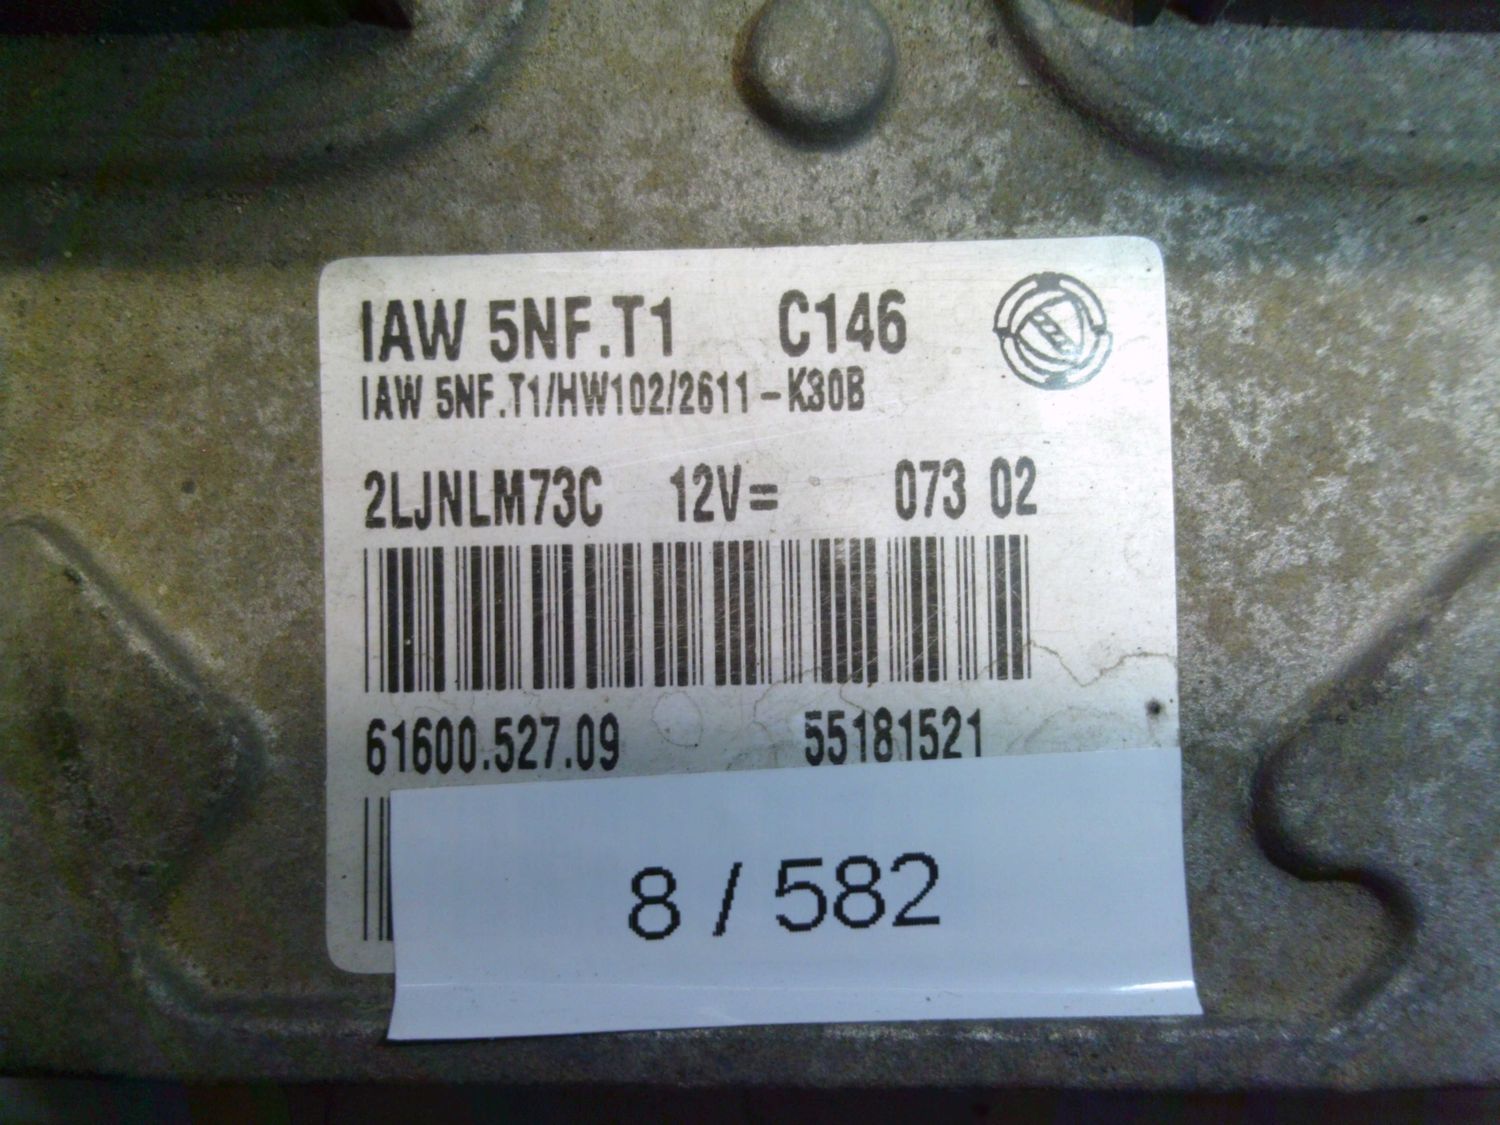 IAW 5NF.T1 C146
IAW 5NF.T1/HW102/2611-K30B
2LJNLM73C 12V= 073 02
61600.527.09 55181521
8 / 582